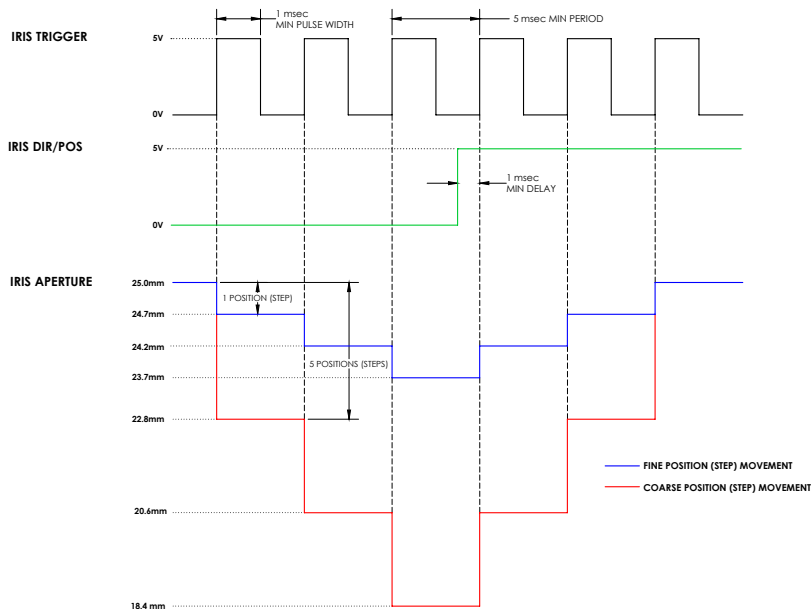 1 msec
MIN PULSE WIDTH
5 msec MIN PERIOD
IRIS TRIGGER
5V
0V
IRIS DIR/POS
5V
1 msec
MIN DELAY
0V
IRIS APERTURE
25.0mm
1 POSITION (STEP)
24.7mm
24.2mm
5 POSITIONS (STEPS)
23.7mm
22.8mm
FINE POSITION (STEP) MOVEMENT
COARSE POSITION (STEP) MOVEMENT
20.6mm
18.4 mm